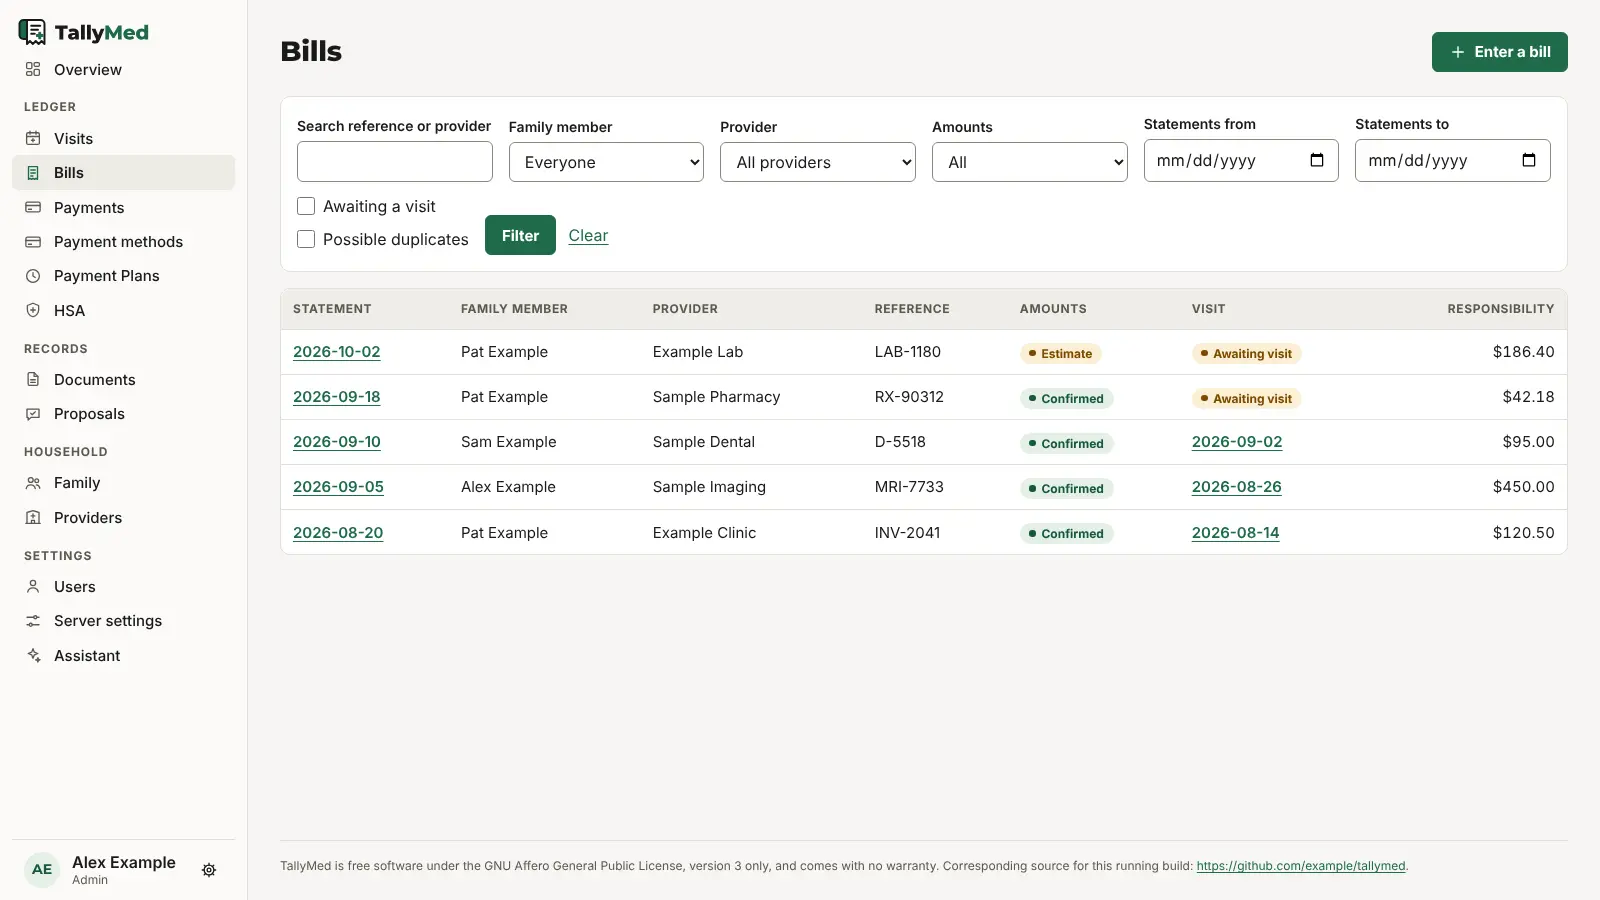 TallyMed
Overview
LEDGER
Visits
Bills
Payments
Payment methods
Payment Plans
HSA
RECORDS
Documents
Proposals
HOUSEHOLD
Family
Providers
SETTINGS
Users
Server settings
Assistant
AE
Alex Example
Admin
Bills
+ Enter a bill
Search reference or provider Family member Provider Amounts Statements from Statements to
Everyone All providers All mm/dd/yyyy mm/dd/yyyy
Awaiting a visit
Possible duplicates Filter Clear
STATEMENT FAMILY MEMBER PROVIDER REFERENCE AMOUNTS VISIT RESPONSIBILITY
2026-10-02 Pat Example Example Lab LAB-1180 Estimate Awaiting visit $186.40
2026-09-18 Pat Example Sample Pharmacy RX-90312 Confirmed Awaiting visit $42.18
2026-09-10 Sam Example Sample Dental D-5518 Confirmed 2026-09-02 $95.00
2026-09-05 Alex Example Sample Imaging MRI-7733 Confirmed 2026-08-26 $450.00
2026-08-20 Pat Example Example Clinic INV-2041 Confirmed 2026-08-14 $120.50
TallyMed is free software under the GNU Affero General Public License, version 3 only, and comes with no warranty. Corresponding source for this running build: https://github.com/example/tallymed.